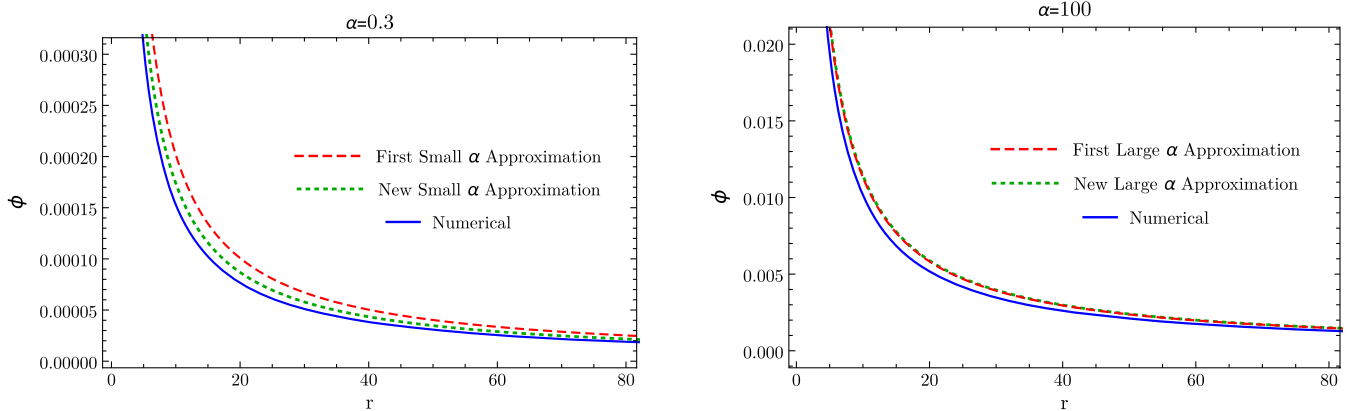 α=0.3
0.00030
0.00025
0.00020
0.00015
0.00010
0.00005
0.00000
ϕ
First Small α Approximation
New Small α Approximation
Numerical
0 20 40 60 80
r
α=100
0.020
0.015
0.010
0.005
0.000
ϕ
First Large α Approximation
New Large α Approximation
Numerical
0 20 40 60 80
r